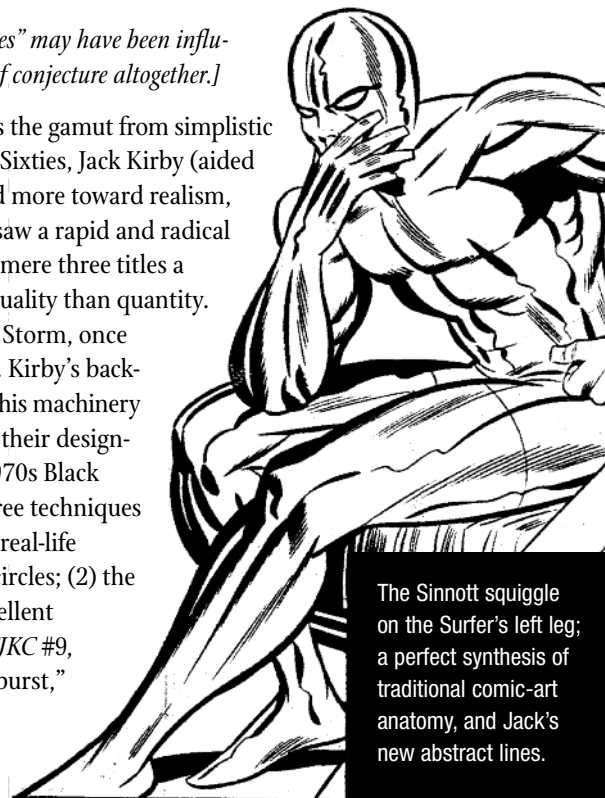 es” may have been influ-
f conjecture altogether.]
s the gamut from simplistic
Sixties, Jack Kirby (aided
d more toward realism,
saw a rapid and radical
mere three titles a
uality than quantity.
Storm, once
. Kirby’s back-
his machinery
their design-
970s Black
ree techniques
real-life
circles; (2) the
ellent
TJKC #9,
burst,”
The Sinnott squiggle
on the Surfer’s left leg;
a perfect synthesis of
traditional comic-art
anatomy, and Jack’s
new abstract lines.